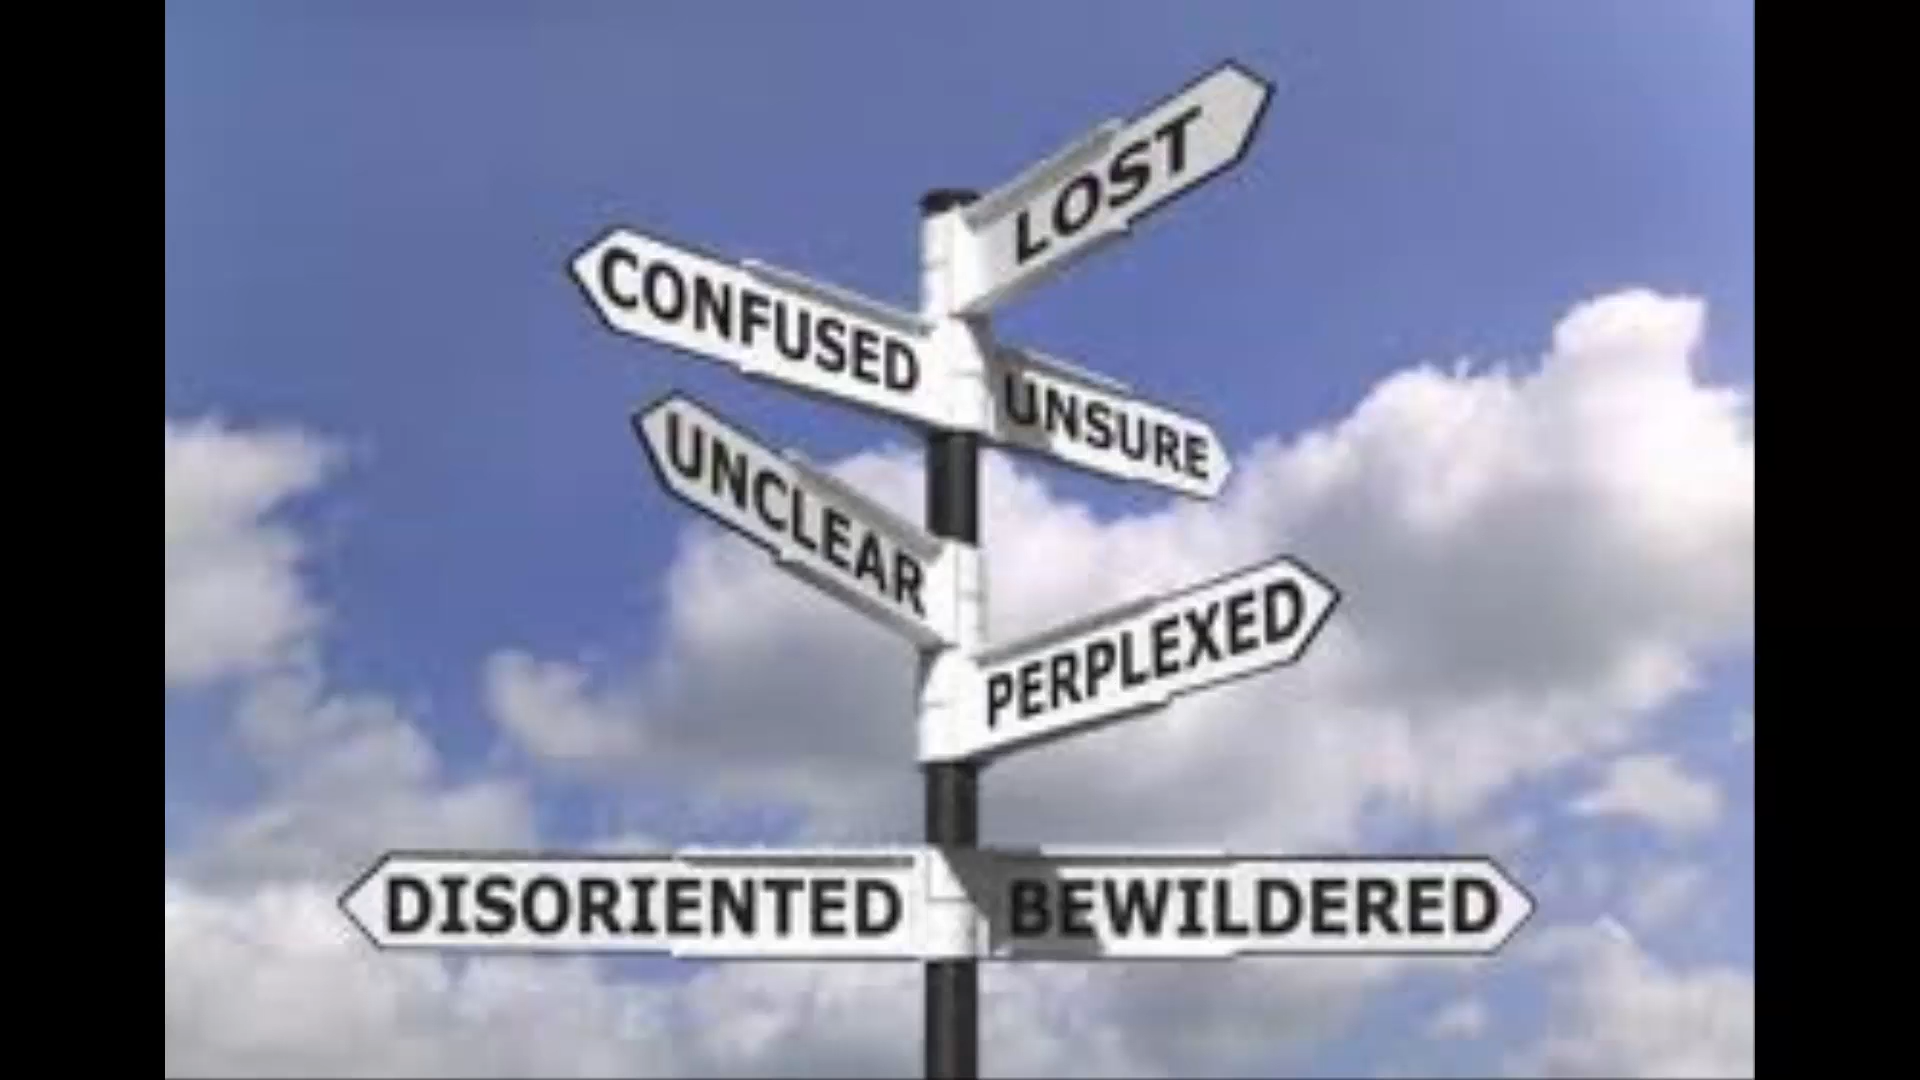 LOST
CONFUSED
UNSURE
UNCLEAR
PERPLEXED
DISORIENTED
BEWILDERED